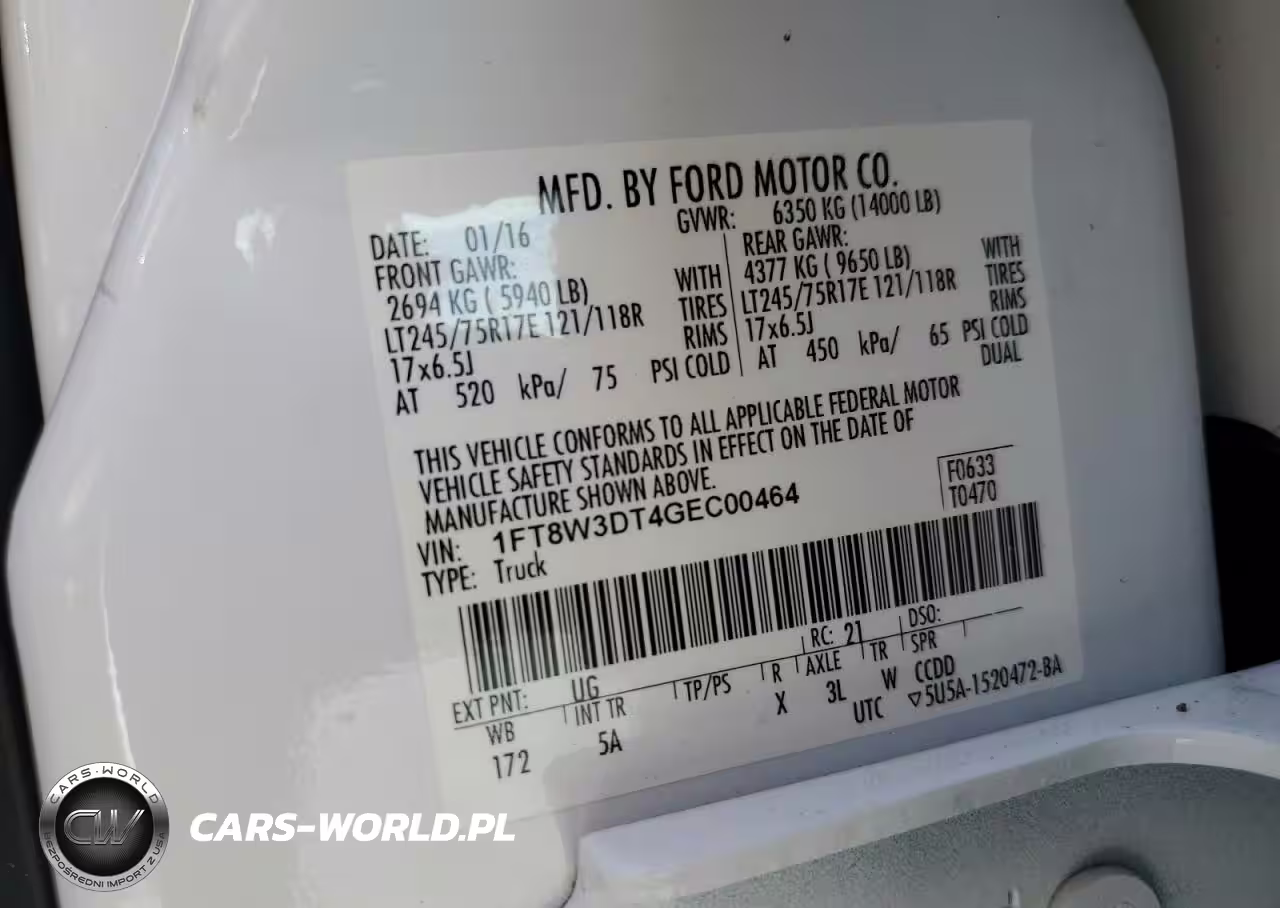 MFD. BY FORD MOTOR CO.
DATE: 01/16
GVWR: 6350 KG (14000 LB)
FRONT GAWR:
2694 KG ( 5940 LB) WITH
LT245/75R17E 121/118R TIRES
17x6.5J RIMS
AT 520 kPa/ 75 PSI COLD
REAR GAWR:
4377 KG ( 9650 LB) WITH
LT245/75R17E 121/118R TIRES
17x6.5J RIMS
AT 450 kPa/ 65 PSI COLD
DUAL
THIS VEHICLE CONFORMS TO ALL APPLICABLE FEDERAL MOTOR
VEHICLE SAFETY STANDARDS IN EFFECT ON THE DATE OF
MANUFACTURE SHOWN ABOVE.
F0633
T0470
VIN: 1FT8W3DT4GEC00464
TYPE: Truck
EXT PNT: UG
RC: 21
DSO:
WB
INT TR
TP/PS
R
AXLE
TR
SPR
172
5A
X
3L
W
CCDD
UTC
▽5U5A-1520472-BA
CARS-WORLD
CW
BEZPOŚREDNI IMPORT Z USA
CARS-WORLD.PL